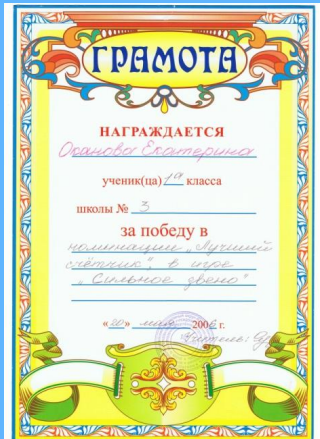 ГРАМОТА
НАГРАЖДАЕТСЯ
Оганова Екатерина
ученик(ца) 1а класса
школы № 3
за победу в
номинации „Лучший
счётчик", в игре
„Сильное звено"
«20» мая 2006 г.
Учитель: